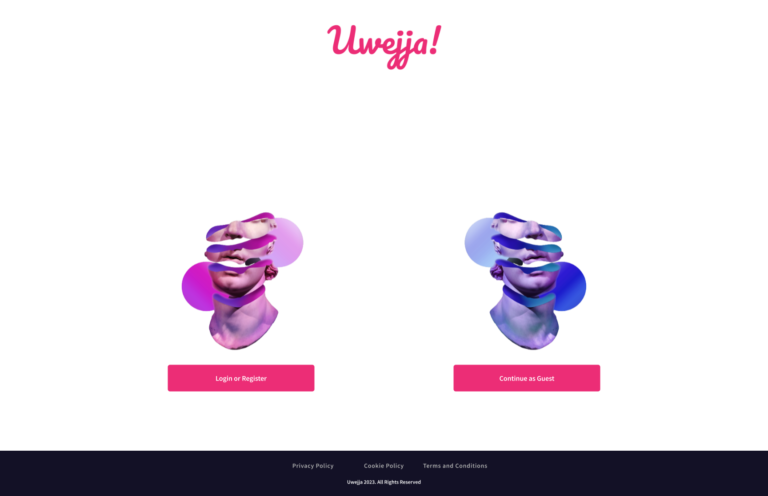 Uwejja!
Login or Register
Continue as Guest
Privacy Policy
Cookie Policy
Terms and Conditions
Uwejja 2023. All Rights Reserved